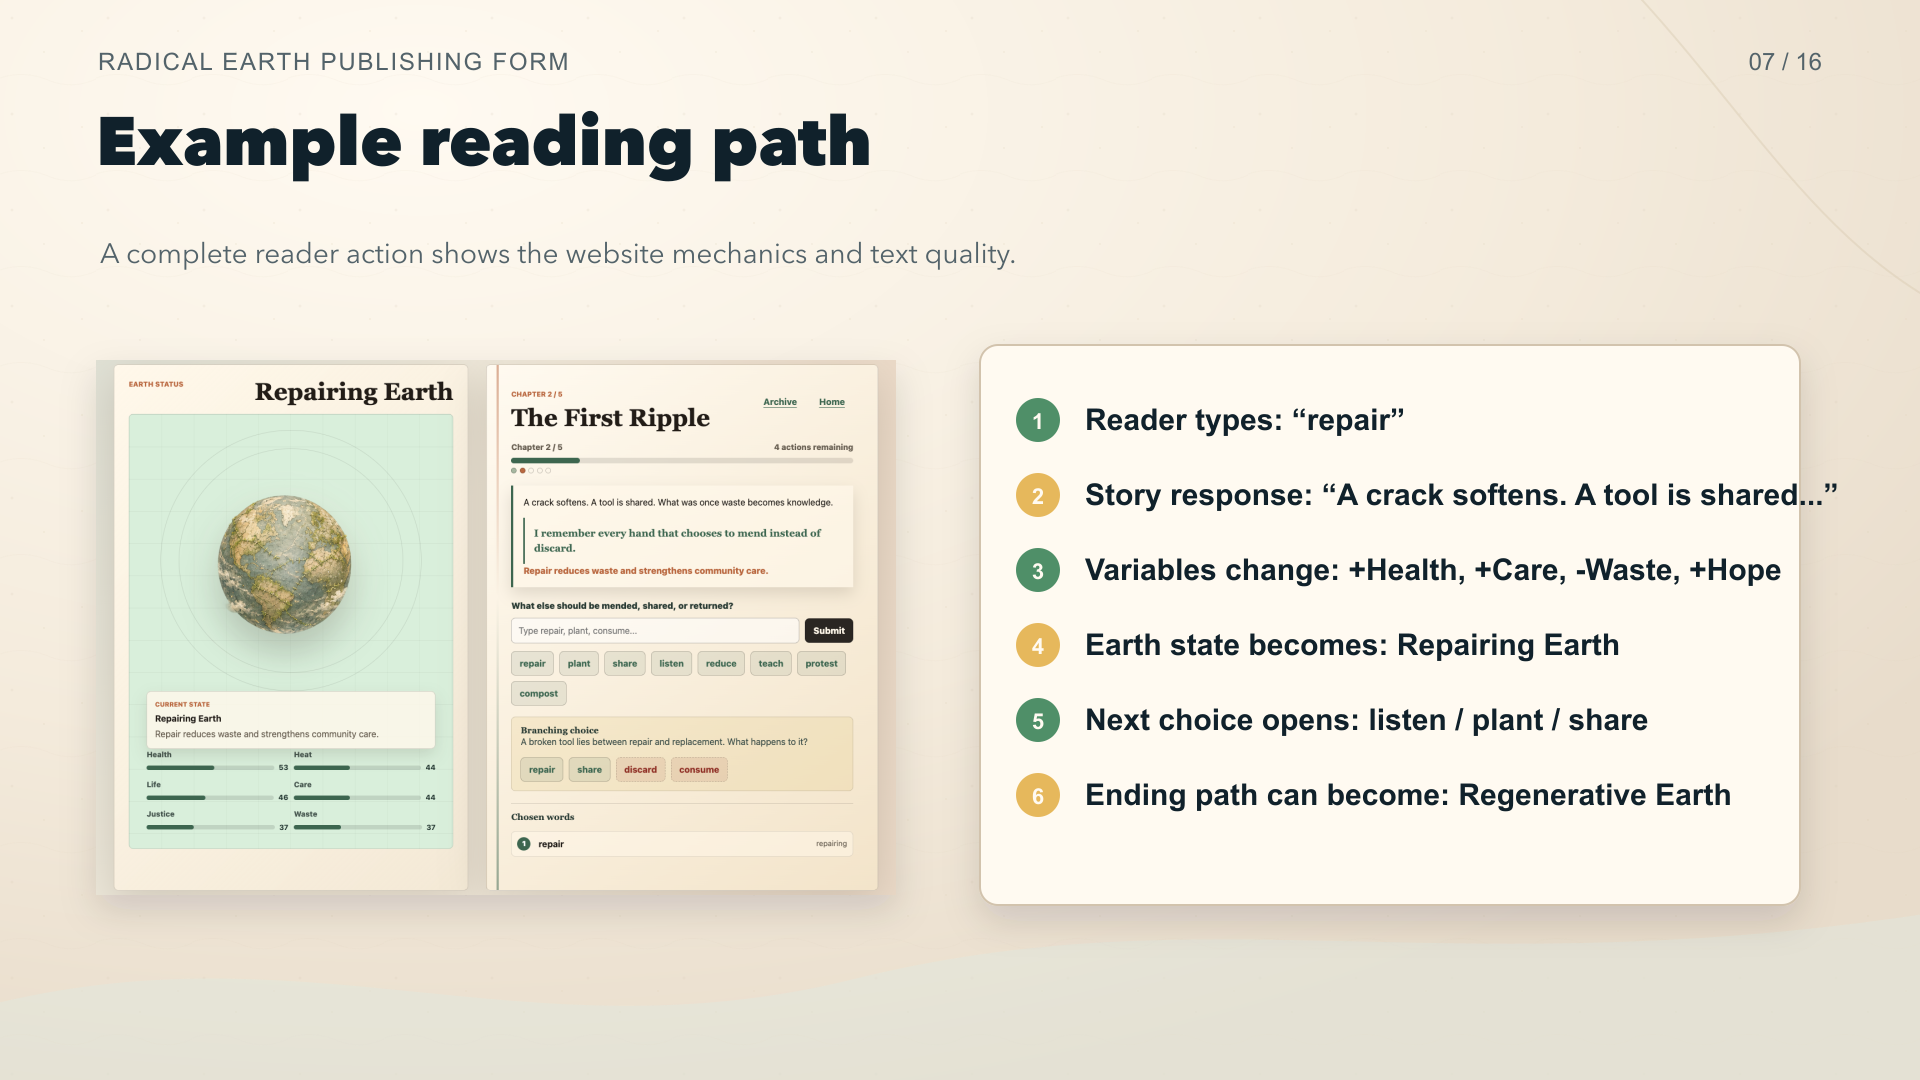 RADICAL EARTH PUBLISHING FORM
07 / 16
Example reading path
A complete reader action shows the website mechanics and text quality.
EARTH STATUS
Repairing Earth
CURRENT STATE
Repairing Earth
Repair reduces waste and strengthens community care.
Health 53
Heat 44
Life 46
Care 44
Justice 37
Waste 37
CHAPTER 2 / 5
The First Ripple
Archive Home
Chapter 2 / 5
4 actions remaining
A crack softens. A tool is shared. What was once waste becomes knowledge.
I remember every hand that chooses to mend instead of
discard.
Repair reduces waste and strengthens community care.
What else should be mended, shared, or returned?
Type repair, plant, consume...
Submit
repair plant share listen reduce teach protest
compost
Branching choice
A broken tool lies between repair and replacement. What happens to it?
repair share discard consume
Chosen words
1 repair repairing
1 Reader types: “repair”
2 Story response: “A crack softens. A tool is shared...”
3 Variables change: +Health, +Care, -Waste, +Hope
4 Earth state becomes: Repairing Earth
5 Next choice opens: listen / plant / share
6 Ending path can become: Regenerative Earth